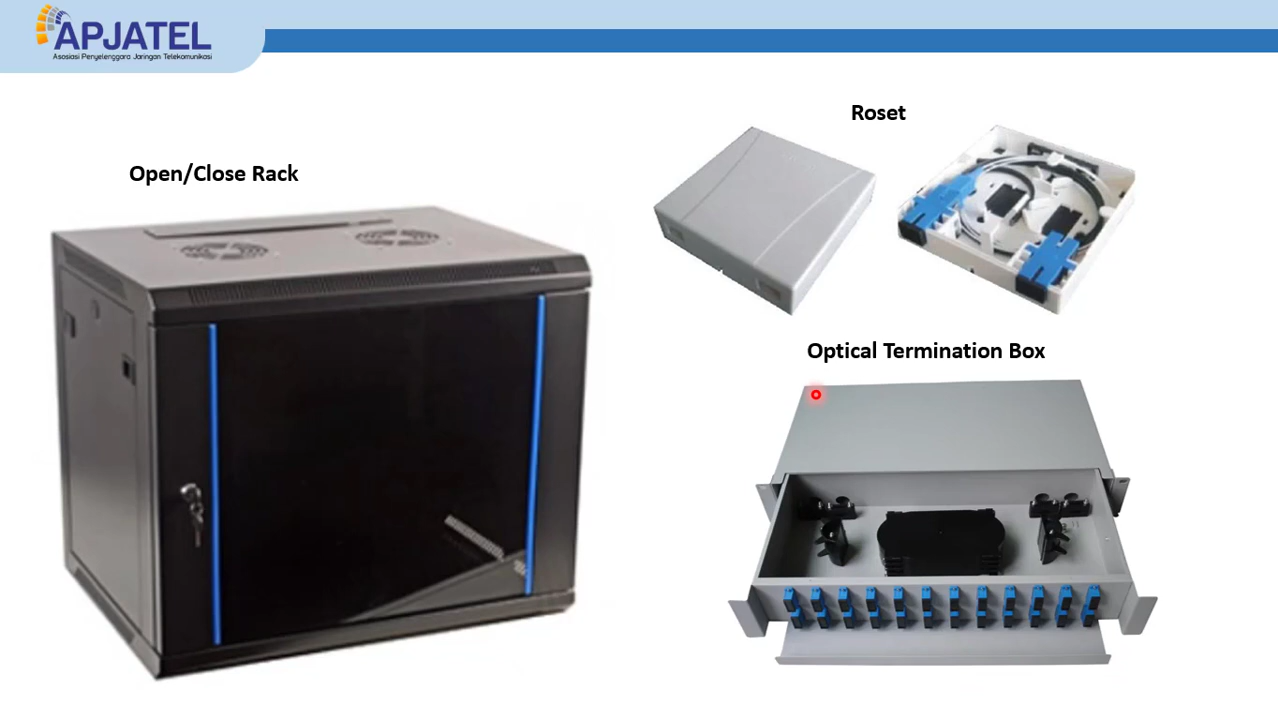 APJATEL
Asosiasi Penyelenggara Jaringan Telekomunikasi
Roset
Open/Close Rack
Optical Termination Box